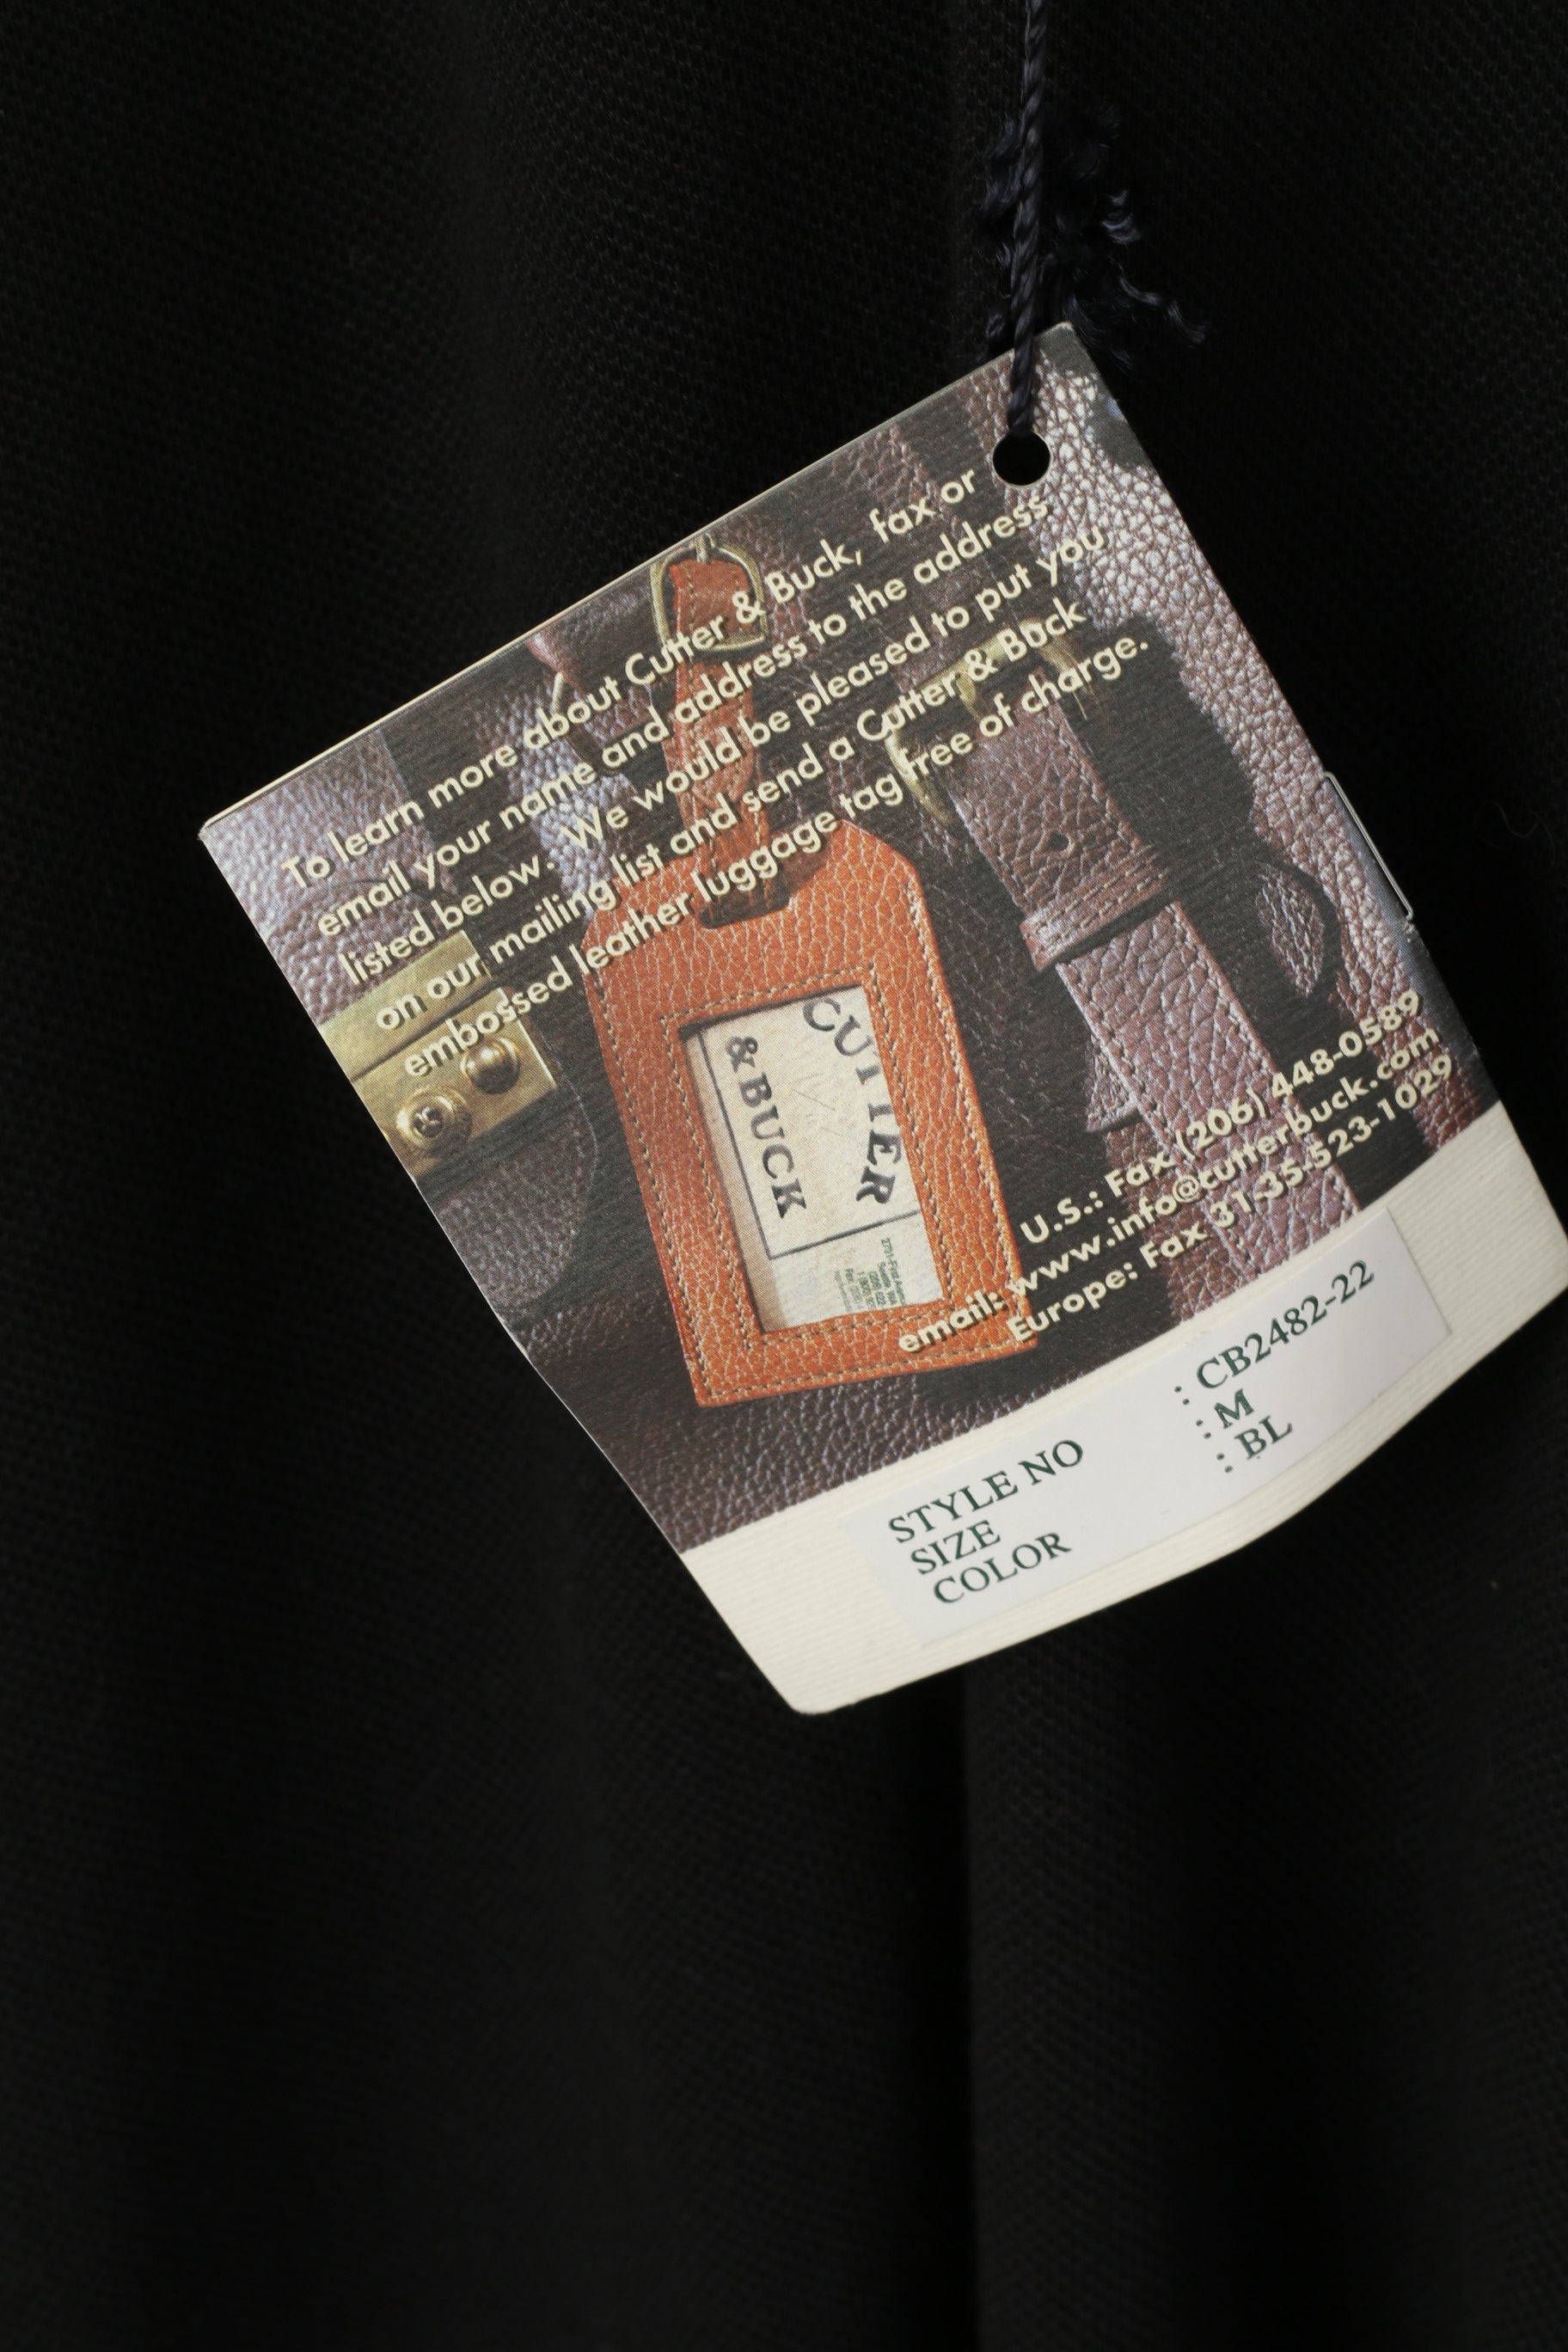 To learn more about Cutter & Buck, fax or
email your name and address to the address
listed below. We would be pleased to put you
on our mailing list and send a Cutter & Buck
embossed leather luggage tag free of charge.
CUTTER
& BUCK
U.S.: Fax (206) 448-0589
email: www.info@cutterbuck.com
Europe: Fax 31-35-523-1029
STYLE NO : CB2482-22
SIZE : M
COLOR : BL